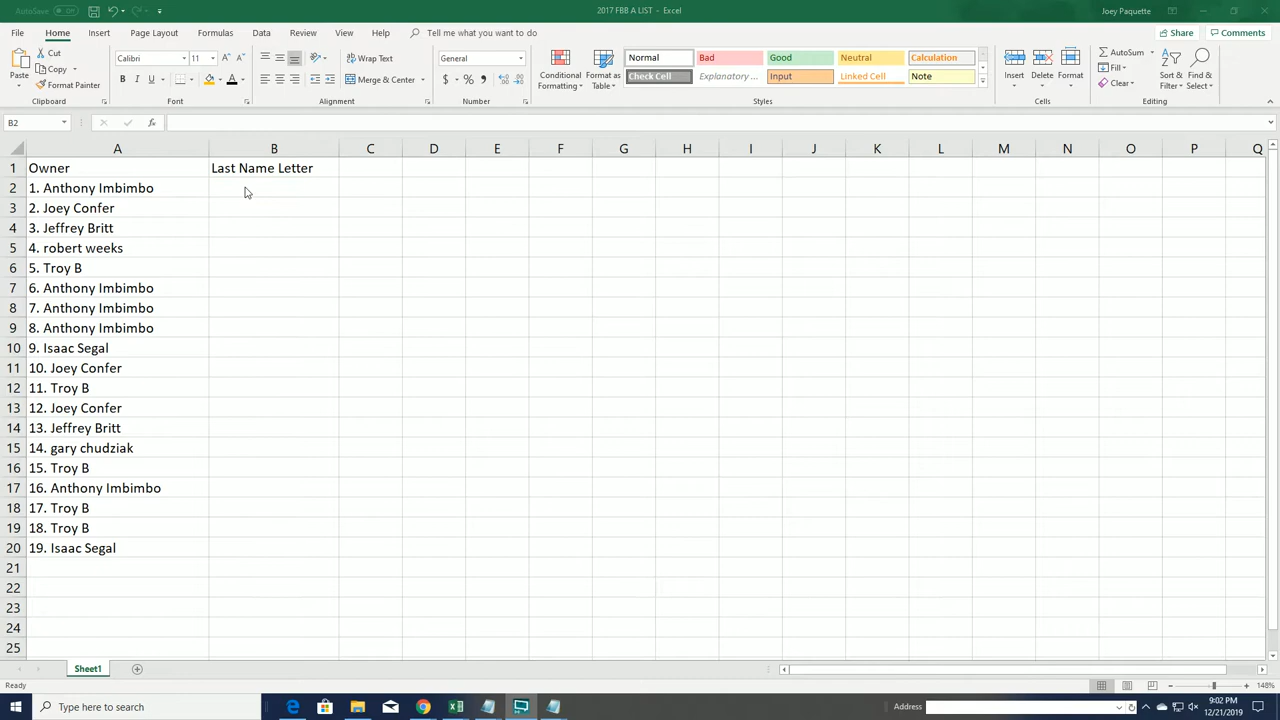 AutoSave Off
2017 FBB A LIST - Excel
Joey Paquette
File Home Insert Page Layout Formulas Data Review View Help Tell me what you want to do
Share Comments
Paste
Cut
Copy
Format Painter
Clipboard
Calibri 11
B I U
Font
Wrap Text
Merge & Center
Alignment
General
$ % ,
Number
Conditional Formatting
Format as Table
Normal Bad Good Neutral Calculation
Check Cell Explanatory ... Input Linked Cell Note
Styles
Insert Delete Format
Cells
AutoSum
Fill
Clear
Sort & Filter
Find & Select
Editing
B2 fx
A B C D E F G H I J K L M N O P Q
1 Owner Last Name Letter
2 1. Anthony Imbimbo
3 2. Joey Confer
4 3. Jeffrey Britt
5 4. robert weeks
6 5. Troy B
7 6. Anthony Imbimbo
8 7. Anthony Imbimbo
9 8. Anthony Imbimbo
10 9. Isaac Segal
11 10. Joey Confer
12 11. Troy B
13 12. Joey Confer
14 13. Jeffrey Britt
15 14. gary chudziak
16 15. Troy B
17 16. Anthony Imbimbo
18 17. Troy B
19 18. Troy B
20 19. Isaac Segal
21
22
23
24
25
Sheet1
Ready
148%
Type here to search
Address
9:02 PM
12/21/2019